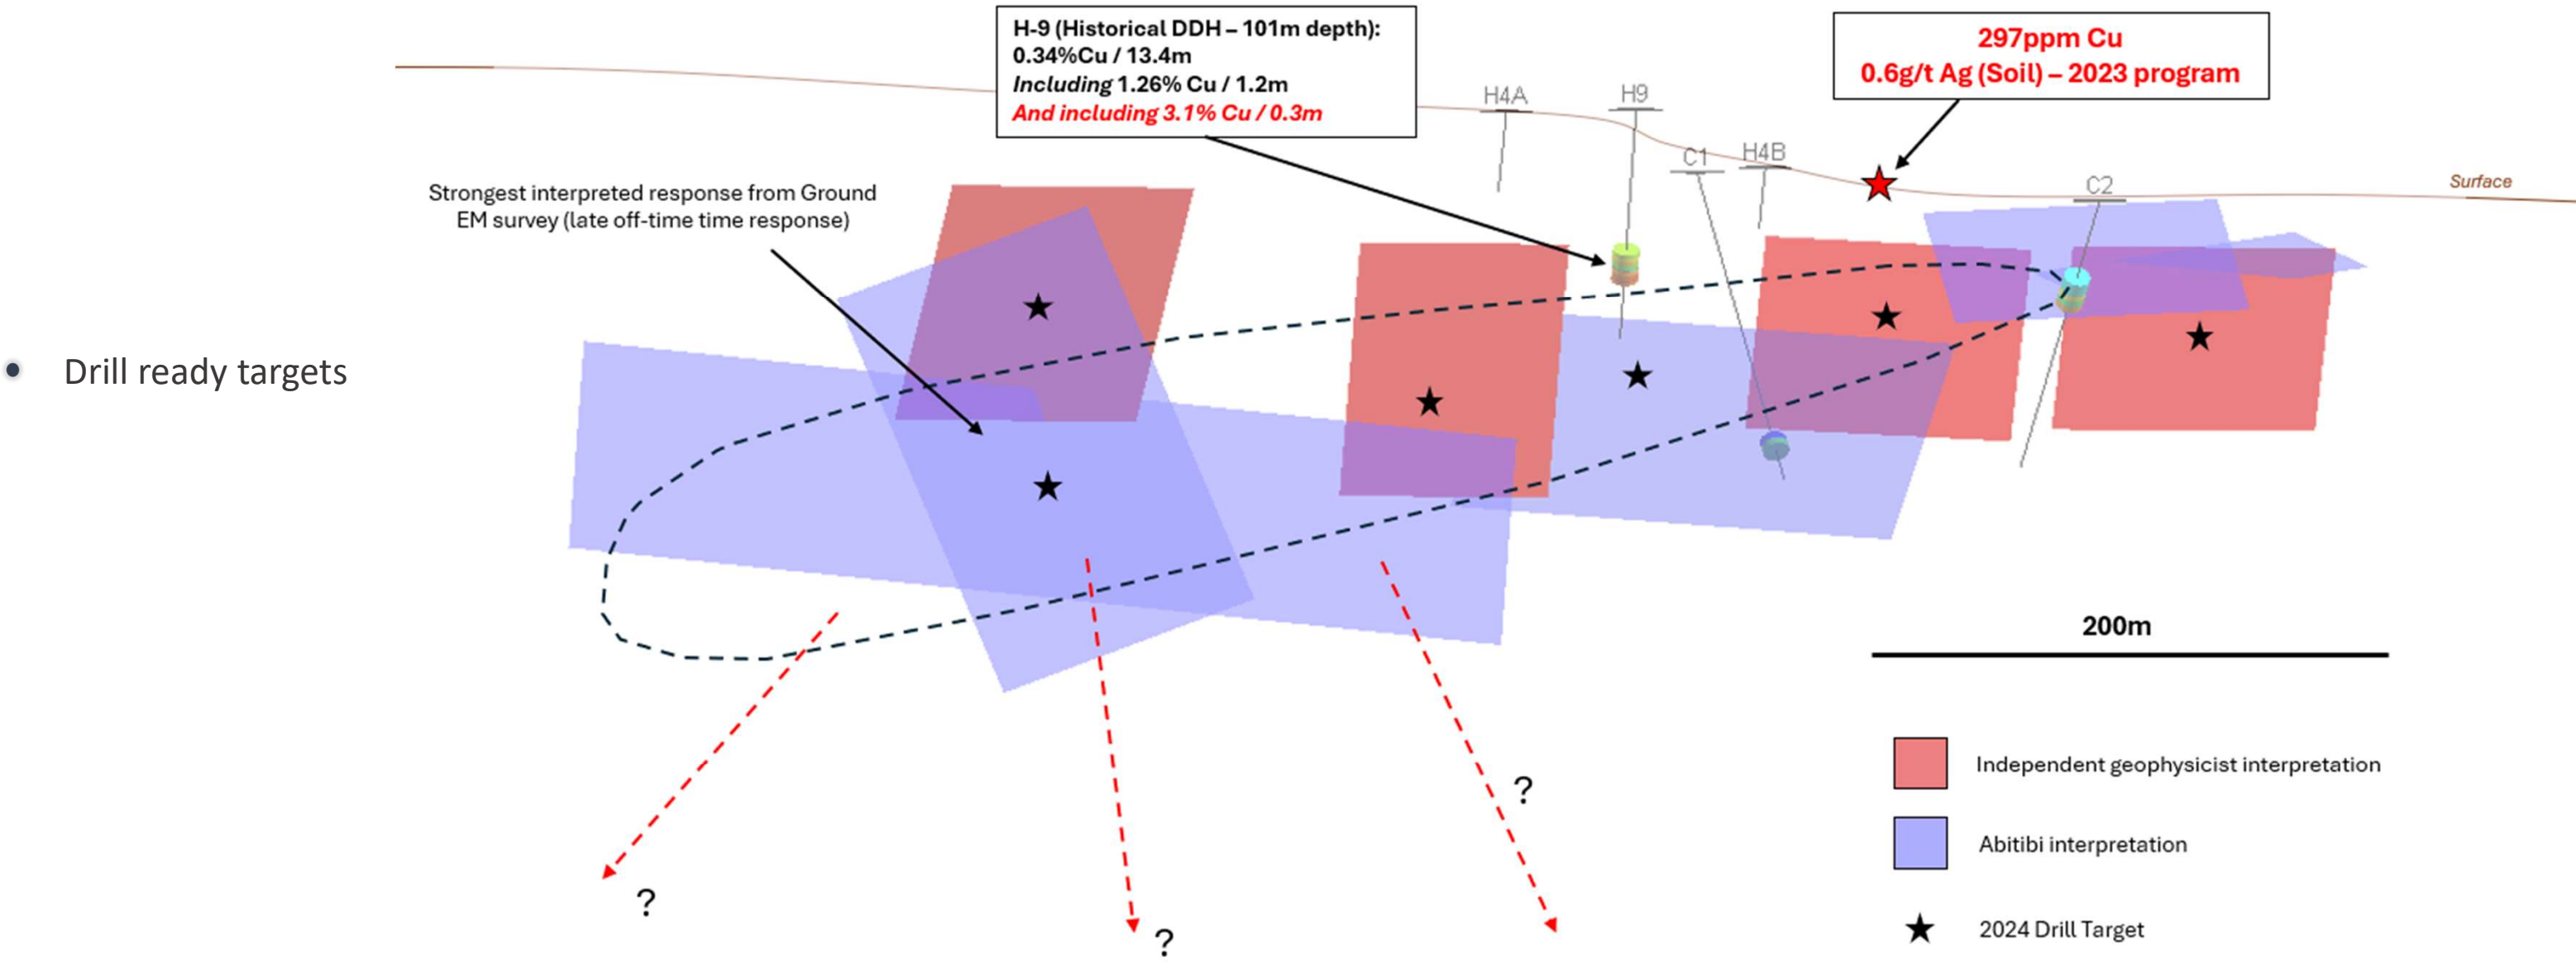 H-9 (Historical DDH – 101m depth):
0.34%Cu / 13.4m
Including 1.26% Cu / 1.2m
And including 3.1% Cu / 0.3m
297ppm Cu
0.6g/t Ag (Soil) – 2023 program
H4A
H9
C1
H4B
C2
Surface
Strongest interpreted response from Ground
EM survey (late off-time time response)
• Drill ready targets
200m
?
?
?
Independent geophysicist interpretation
Abitibi interpretation
2024 Drill Target